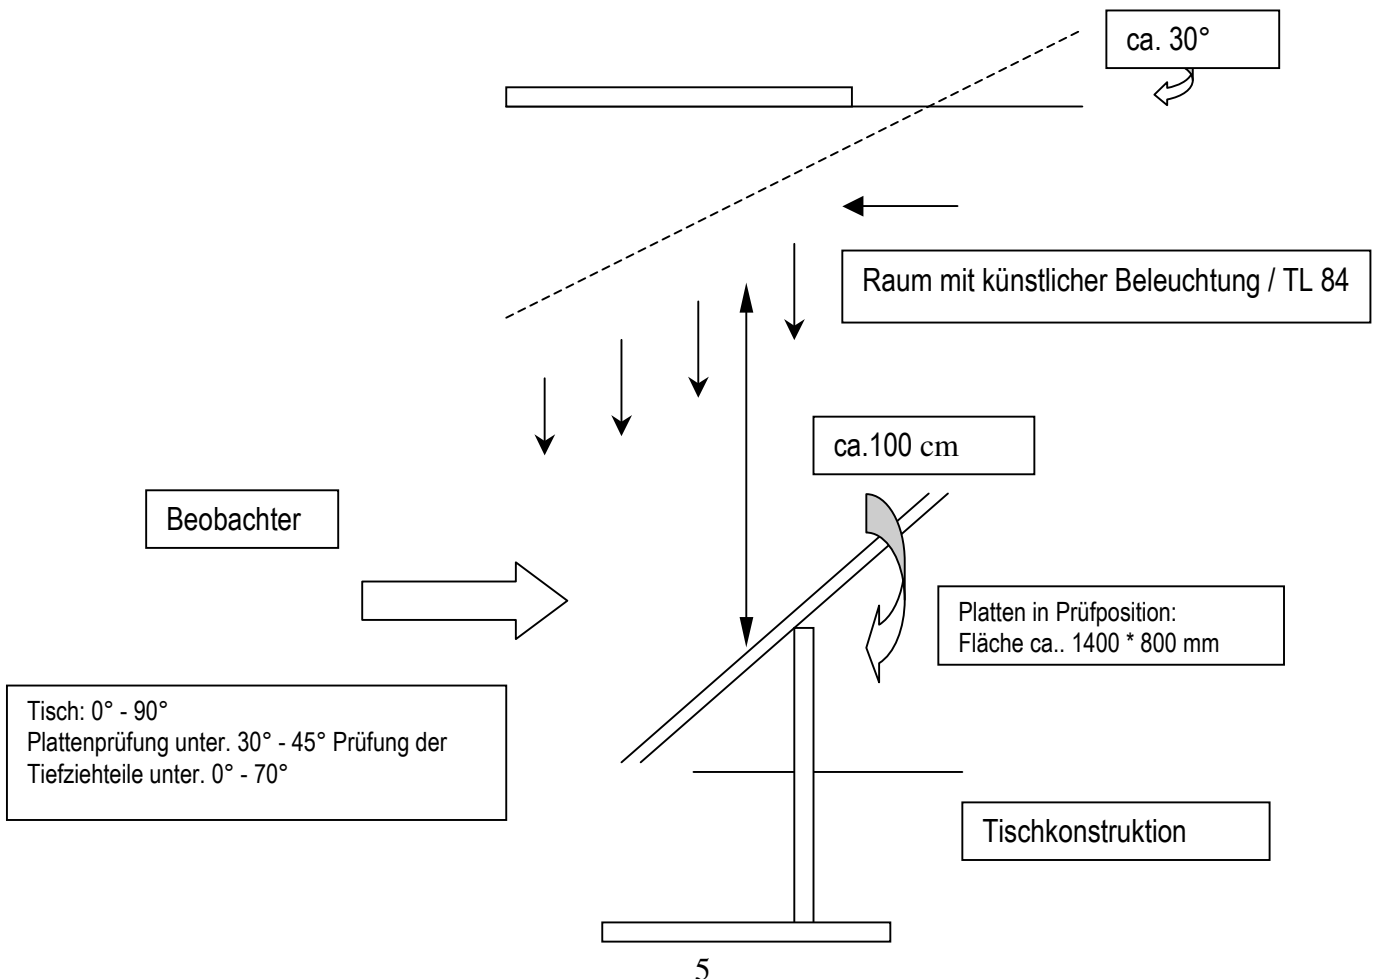 ca. 30°
Raum mit künstlicher Beleuchtung / TL 84
ca.100 cm
Beobachter
Platten in Prüfposition:
Fläche ca.. 1400 * 800 mm
Tisch: 0° - 90°
Plattenprüfung unter. 30° - 45° Prüfung der
Tiefziehteile unter. 0° - 70°
Tischkonstruktion
5